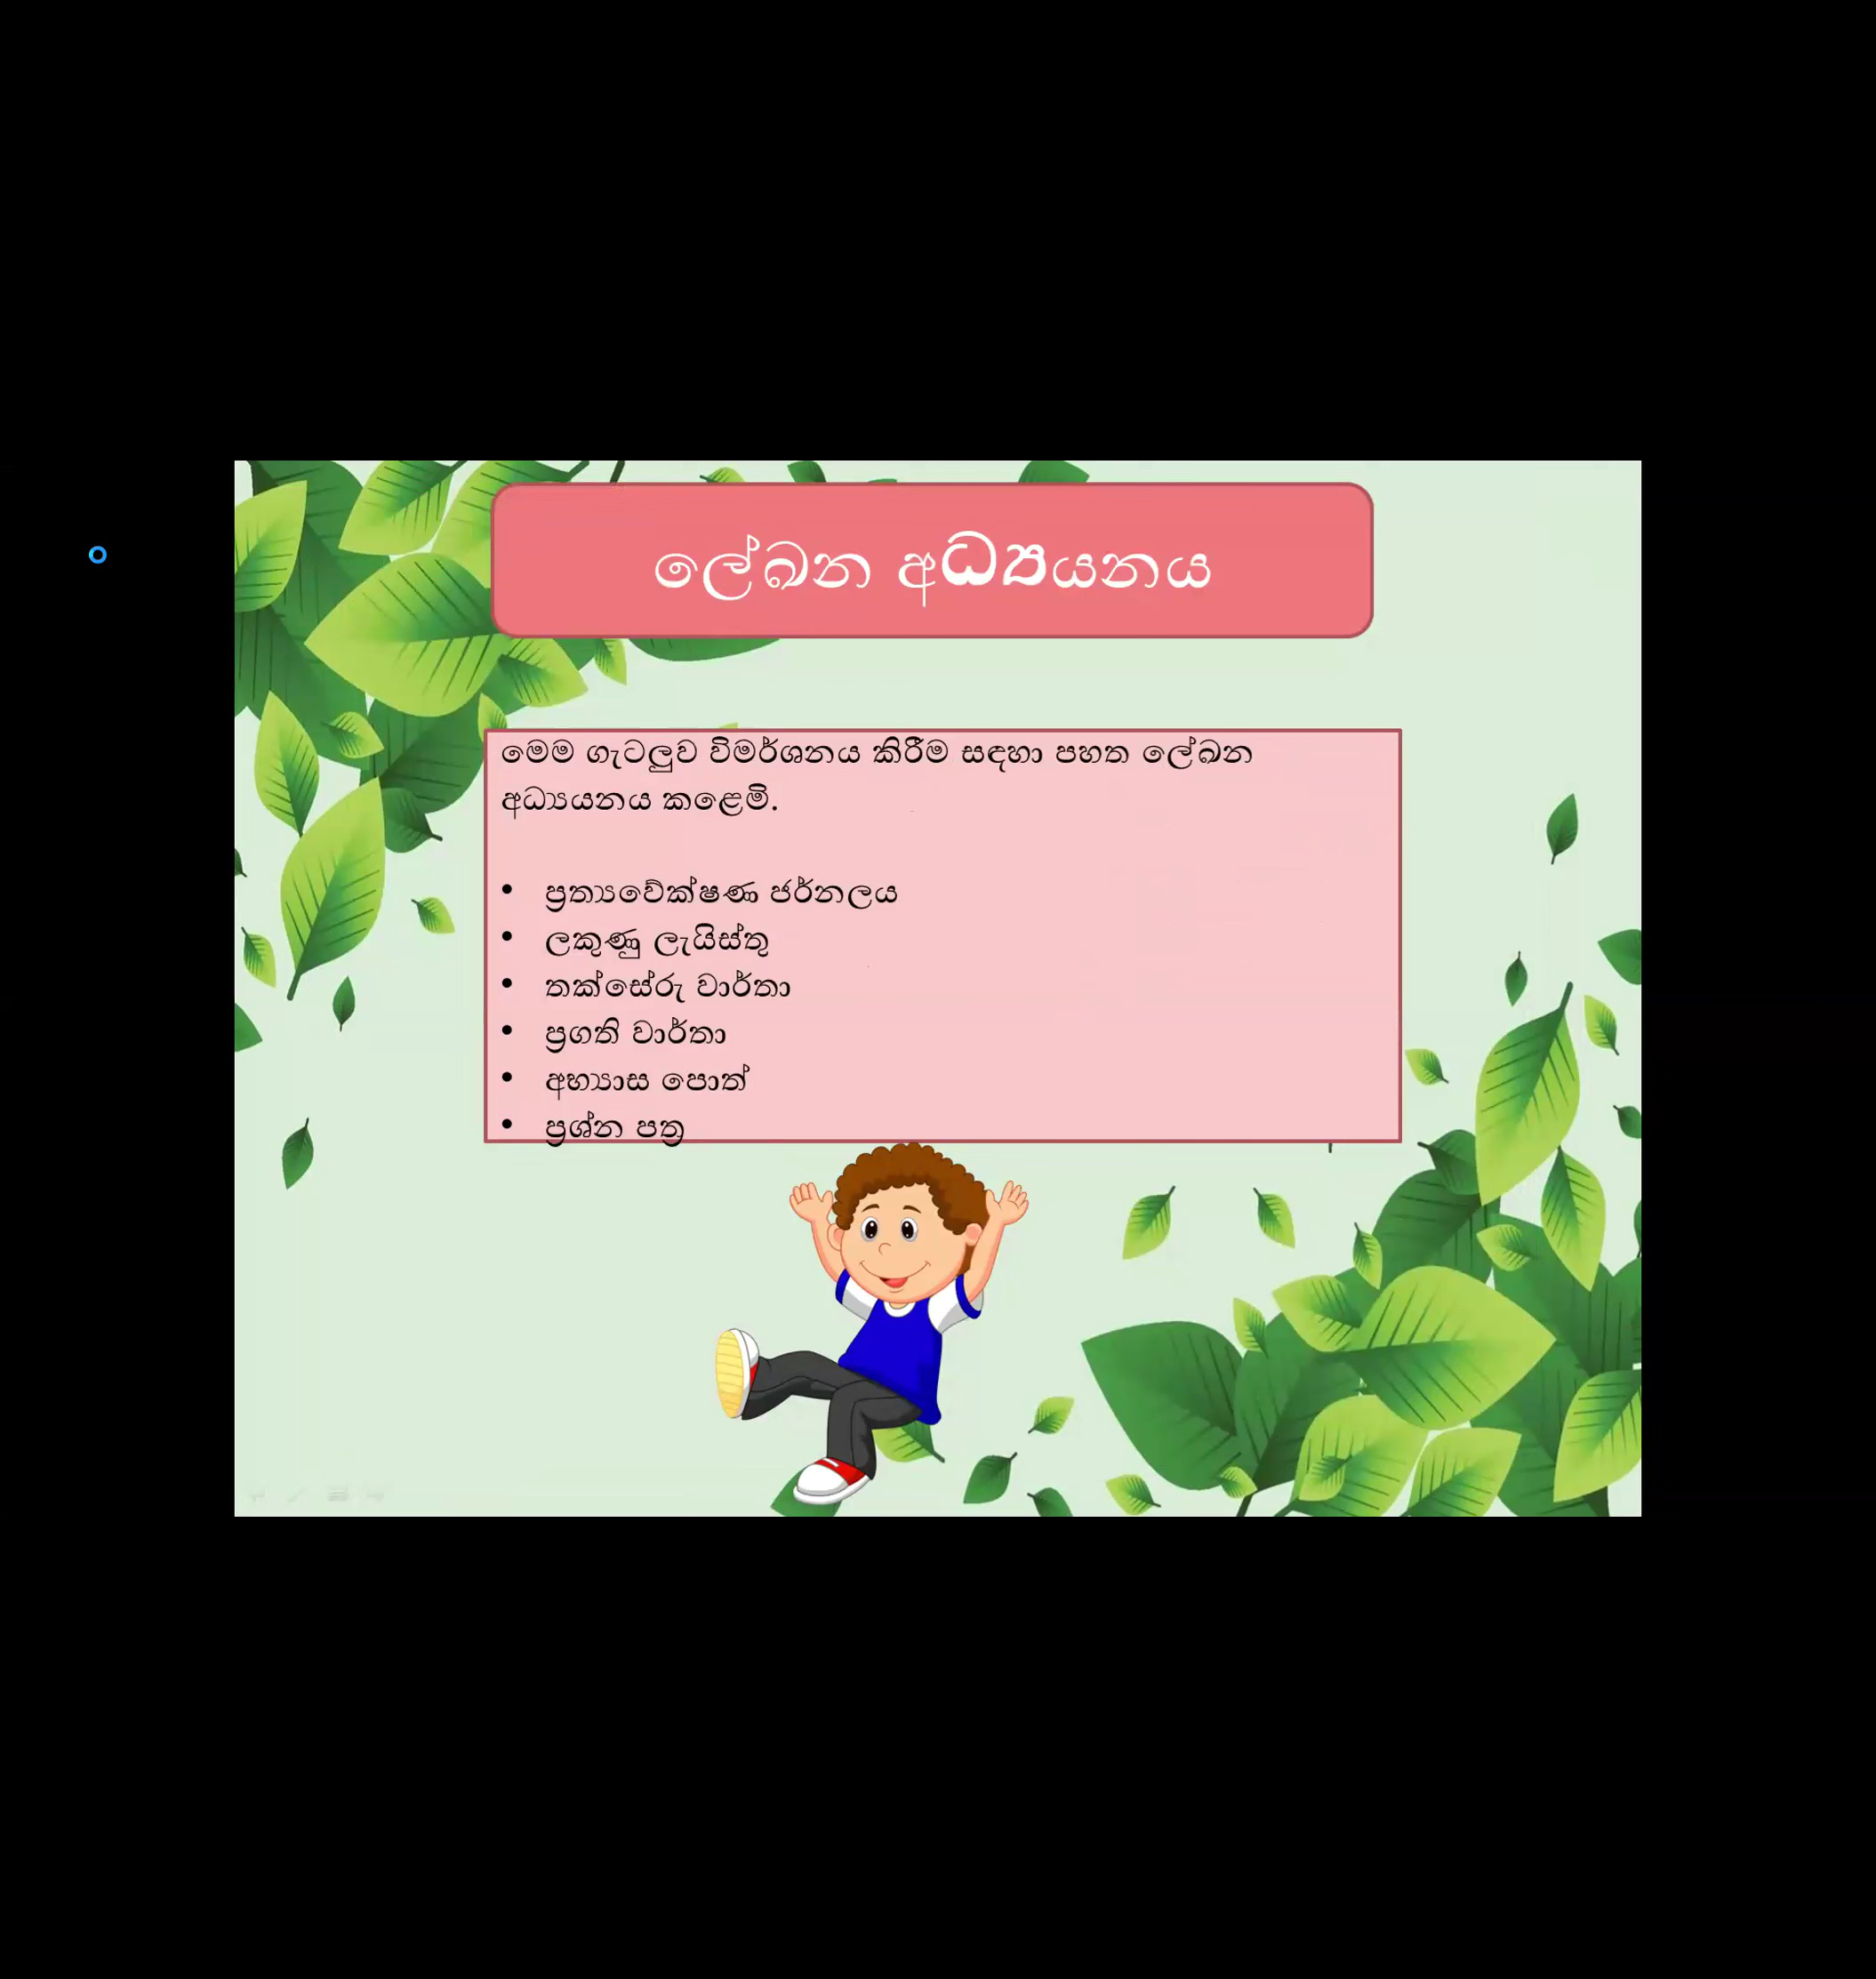 ලේඛන අධ්‍යයනය
මෙම ගැටලුව විමර්ශනය කිරීම සඳහා පහත ලේඛන
අධ්‍යයනය කළෙමි.
• ප්‍රත්‍යවේක්ෂණ ජර්නලය
• ලකුණු ලැයිස්තු
• තක්සේරු වාර්තා
• ප්‍රගති වාර්තා
• අභ්‍යාස පොත්
• ප්‍රශ්න පත්‍ර